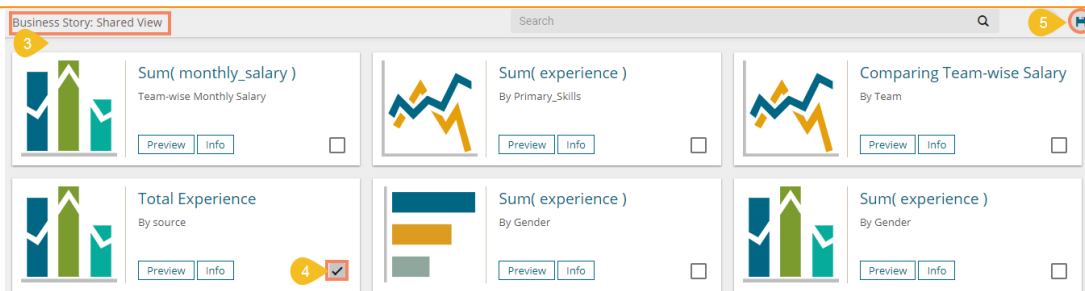 Business Story: Shared View
Search
5
3
Sum( monthly_salary )
Team-wise Monthly Salary
Preview Info
Sum( experience )
By Primary_Skills
Preview Info
Comparing Team-wise Salary
By Team
Preview Info
Total Experience
By source
Preview Info
4
Sum( experience )
By Gender
Preview Info
Sum( experience )
By Gender
Preview Info